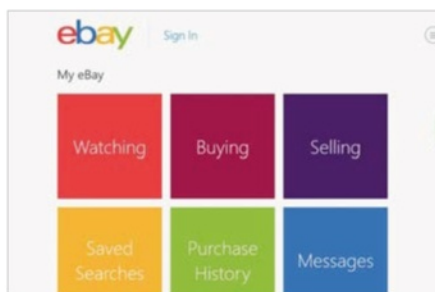 ebay
Sign In
My eBay
Watching
Buying
Selling
Saved
Searches
Purchase
History
Messages